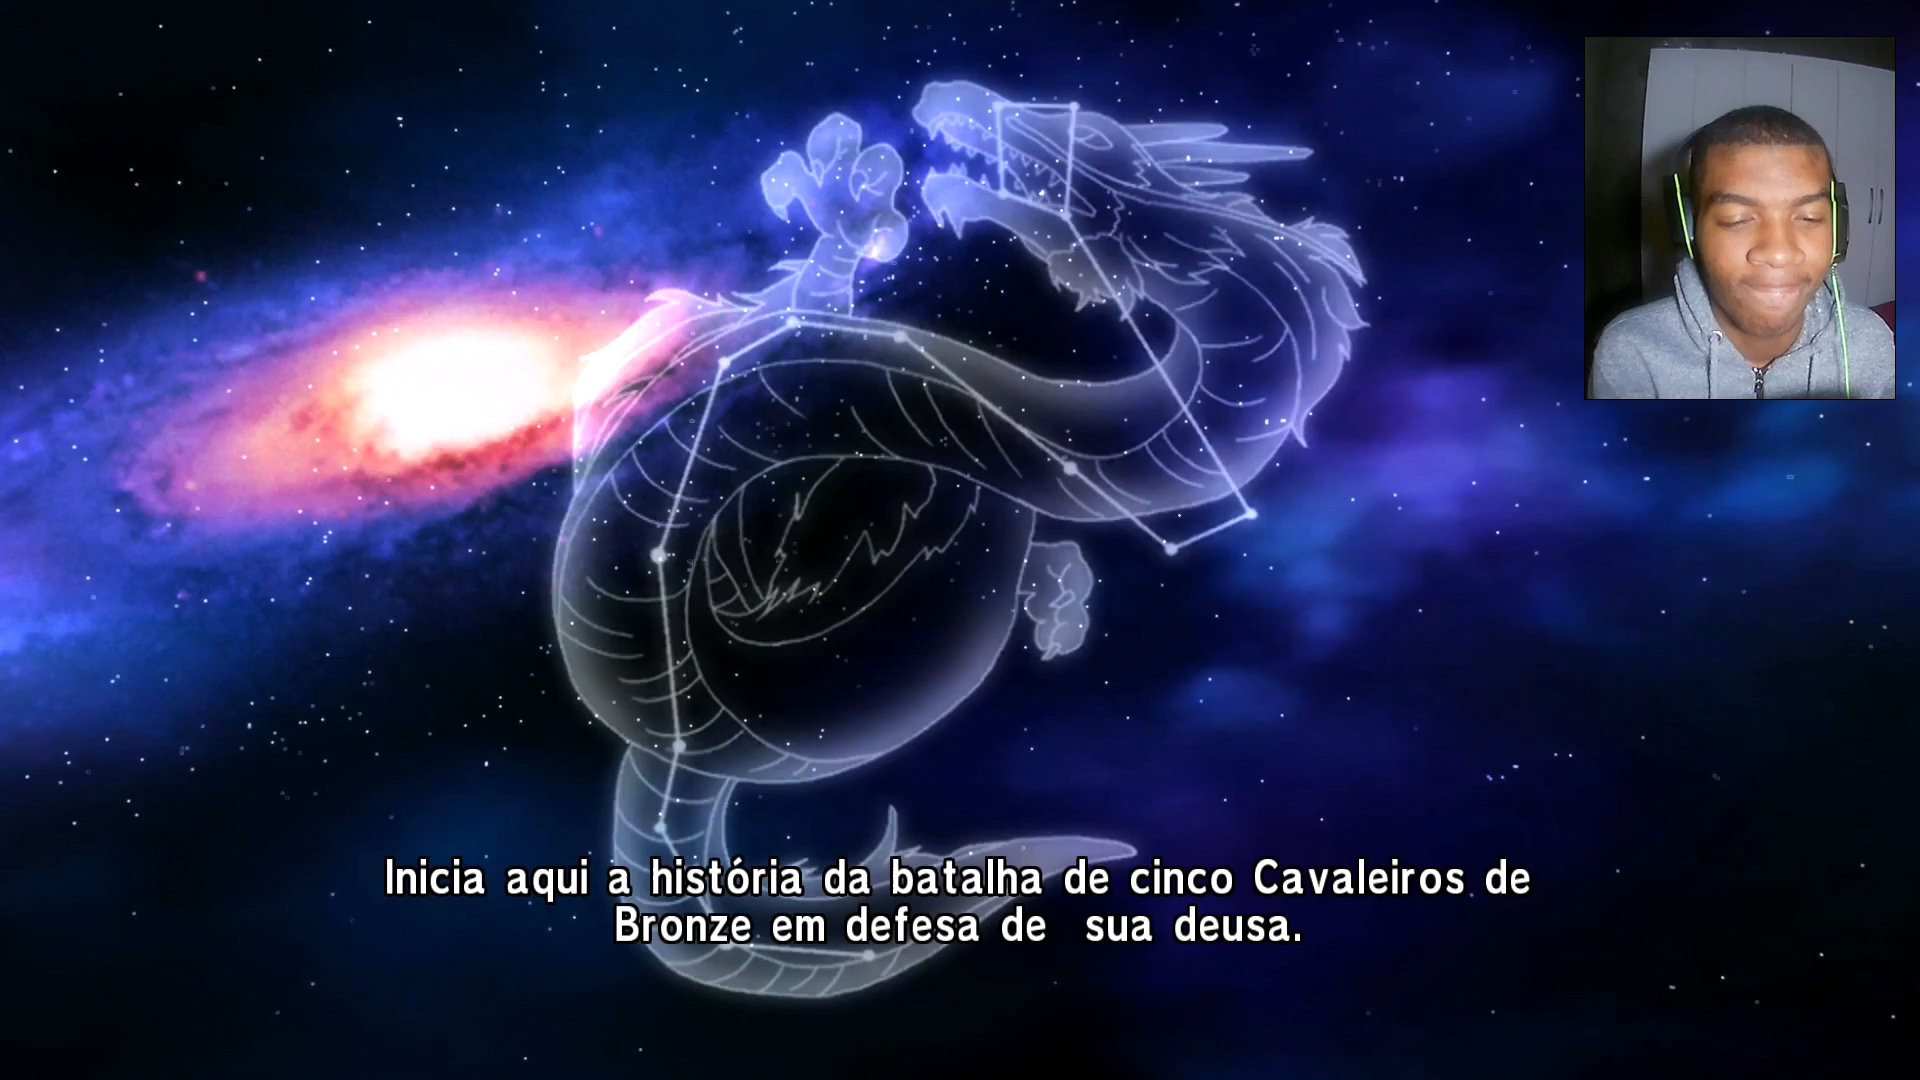 Inicia aqui a história da batalha de cinco Cavaleiros de
Bronze em defesa de  sua deusa.